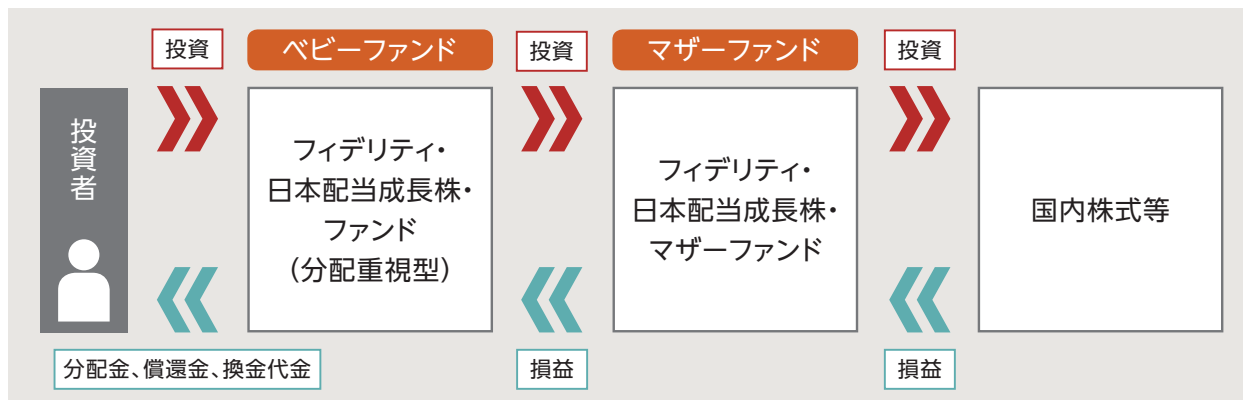 投資
ベビーファンド
投資
マザーファンド
投資
投資者
フィデリティ・
日本配当成長株・
ファンド
(分配重視型)
フィデリティ・
日本配当成長株・
マザーファンド
国内株式等
分配金、償還金、換金代金
損益
損益